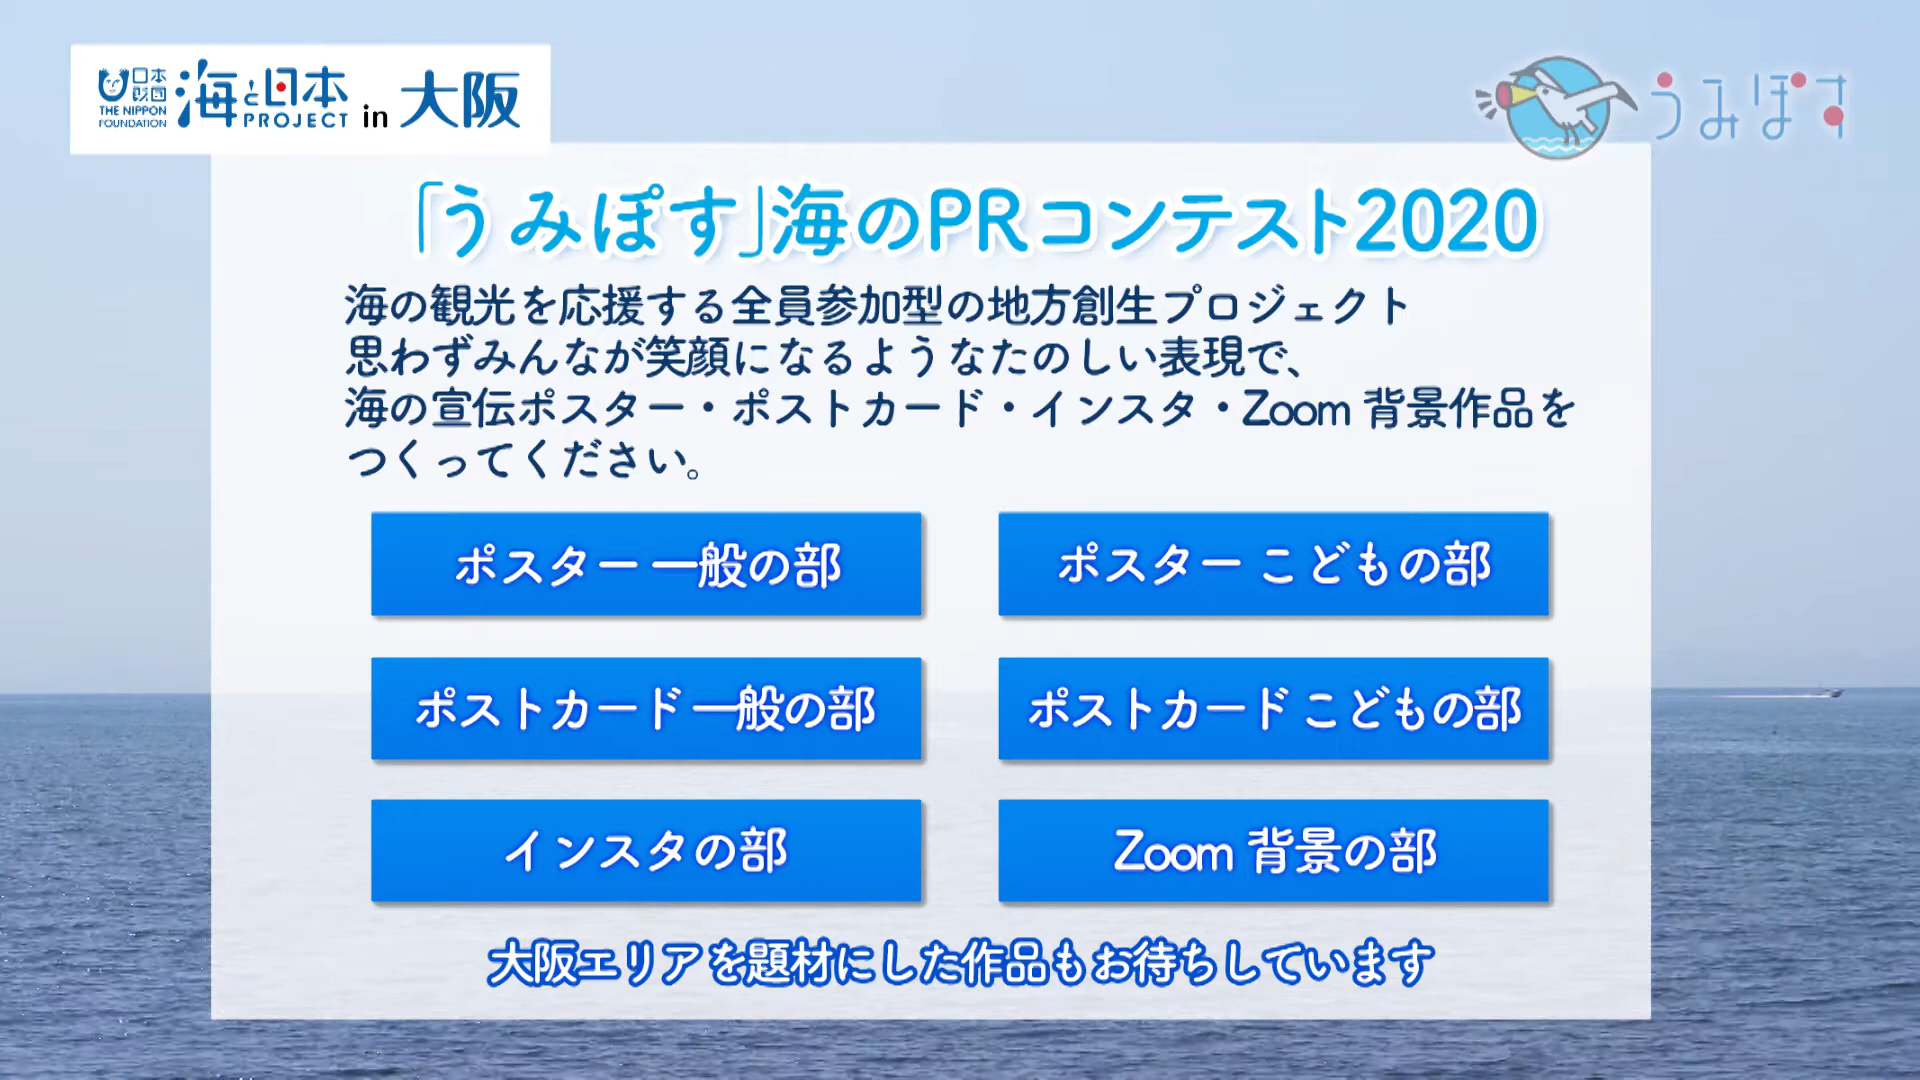 日本財団
THE NIPPON FOUNDATION
海と日本 PROJECT in 大阪
うみぽす
「うみぽす」海のPRコンテスト2020
海の観光を応援する全員参加型の地方創生プロジェクト
思わずみんなが笑顔になるようなたのしい表現で、
海の宣伝ポスター・ポストカード・インスタ・Zoom 背景作品を
つくってください。
ポスター 一般の部
ポスター こどもの部
ポストカード 一般の部
ポストカード こどもの部
インスタの部
Zoom 背景の部
大阪エリアを題材にした作品もお待ちしています